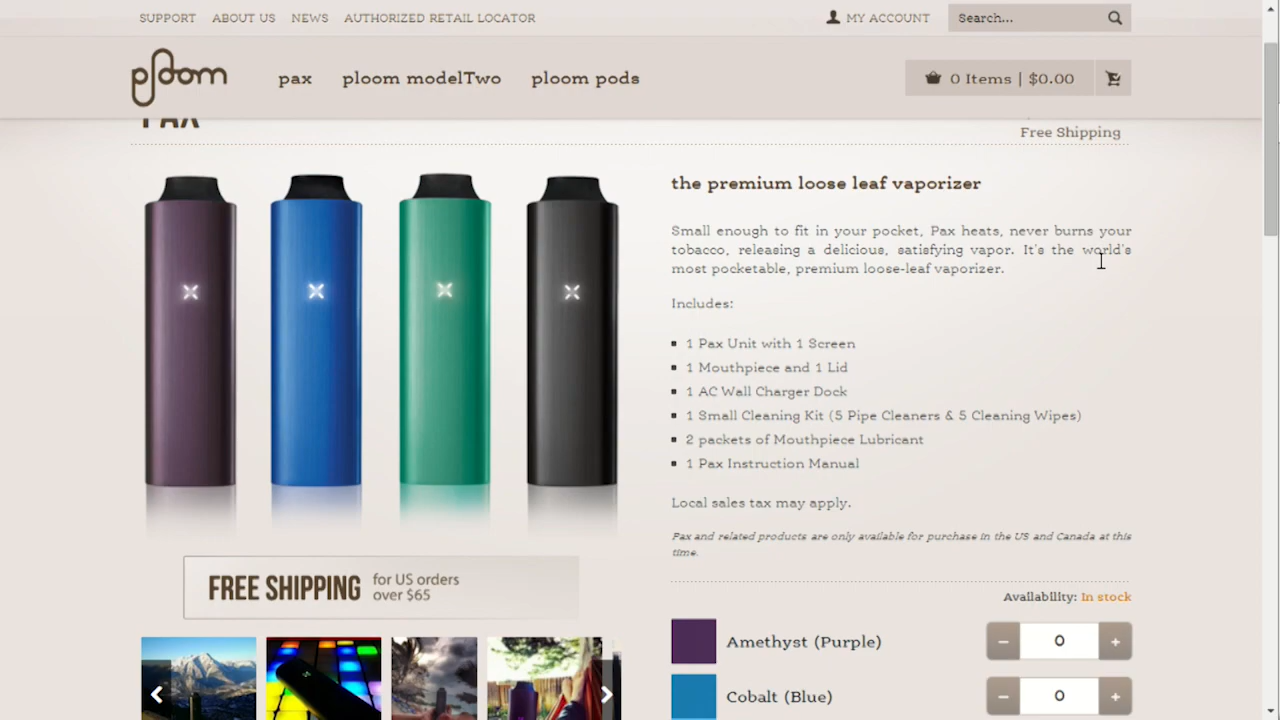 SUPPORT ABOUT US NEWS AUTHORIZED RETAIL LOCATOR MY ACCOUNT Search...
ploom pax ploom modelTwo ploom pods 0 Items | $0.00
PAX
Free Shipping
the premium loose leaf vaporizer
Small enough to fit in your pocket, Pax heats, never burns your
tobacco, releasing a delicious, satisfying vapor. It's the world's
most pocketable, premium loose-leaf vaporizer.
Includes:
1 Pax Unit with 1 Screen
1 Mouthpiece and 1 Lid
1 AC Wall Charger Dock
1 Small Cleaning Kit (5 Pipe Cleaners & 5 Cleaning Wipes)
2 packets of Mouthpiece Lubricant
1 Pax Instruction Manual
Local sales tax may apply.
Pax and related products are only available for purchase in the US and Canada at this
time.
FREE SHIPPING for US orders
over $65
Availability: In stock
Amethyst (Purple) − 0 +
Cobalt (Blue) − 0 +